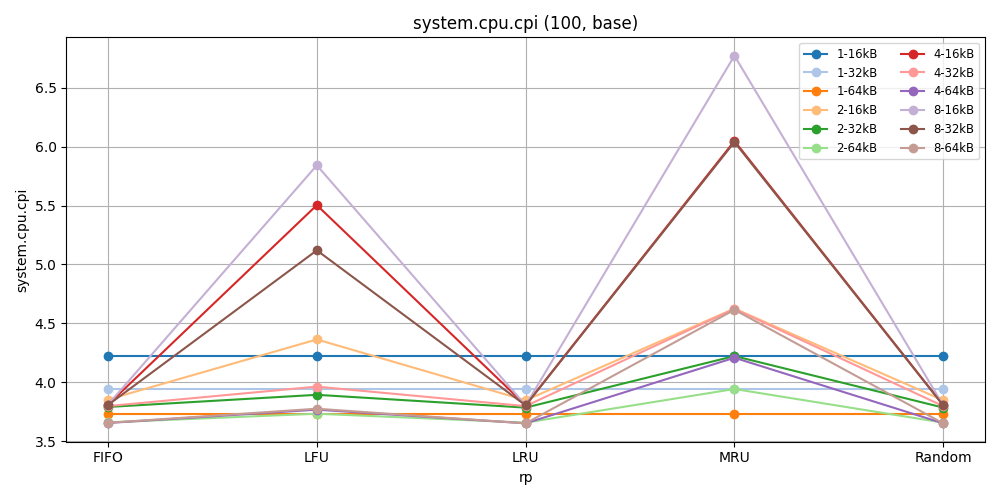 system.cpu.cpi (100, base)
system.cpu.cpi
6.5
6.0
5.5
5.0
4.5
4.0
3.5
1-16kB
1-32kB
1-64kB
2-16kB
2-32kB
2-64kB
4-16kB
4-32kB
4-64kB
8-16kB
8-32kB
8-64kB
FIFO LFU LRU MRU Random
rp